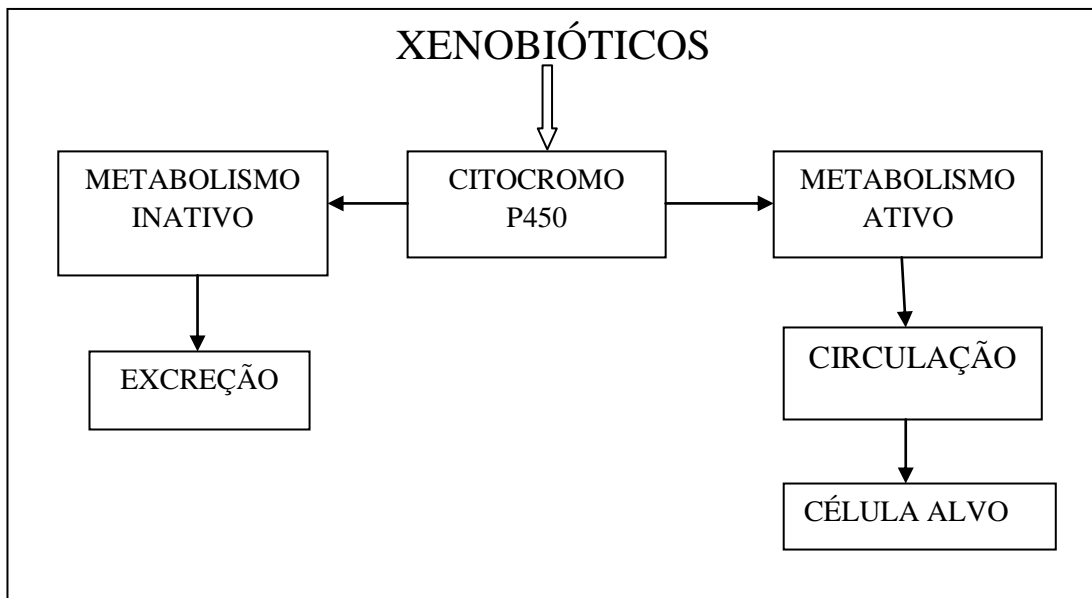 XENOBIÓTICOS
METABOLISMO
INATIVO
CITOCROMO
P450
METABOLISMO
ATIVO
EXCREÇÃO
CIRCULAÇÃO
CÉLULA ALVO